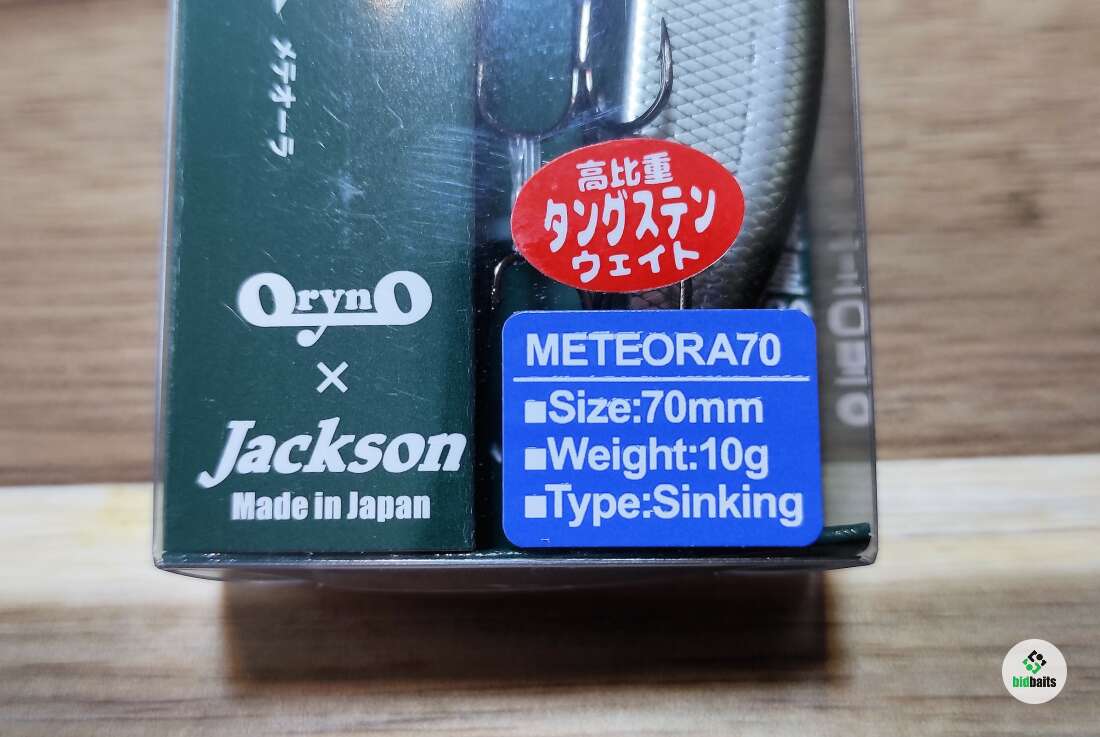 メテオーラ
高比重
タングステン
ウェイト
OrynO
×
Jackson
Made in Japan
METEORA70
■Size:70mm
■Weight:10g
■Type:Sinking
bidbaits